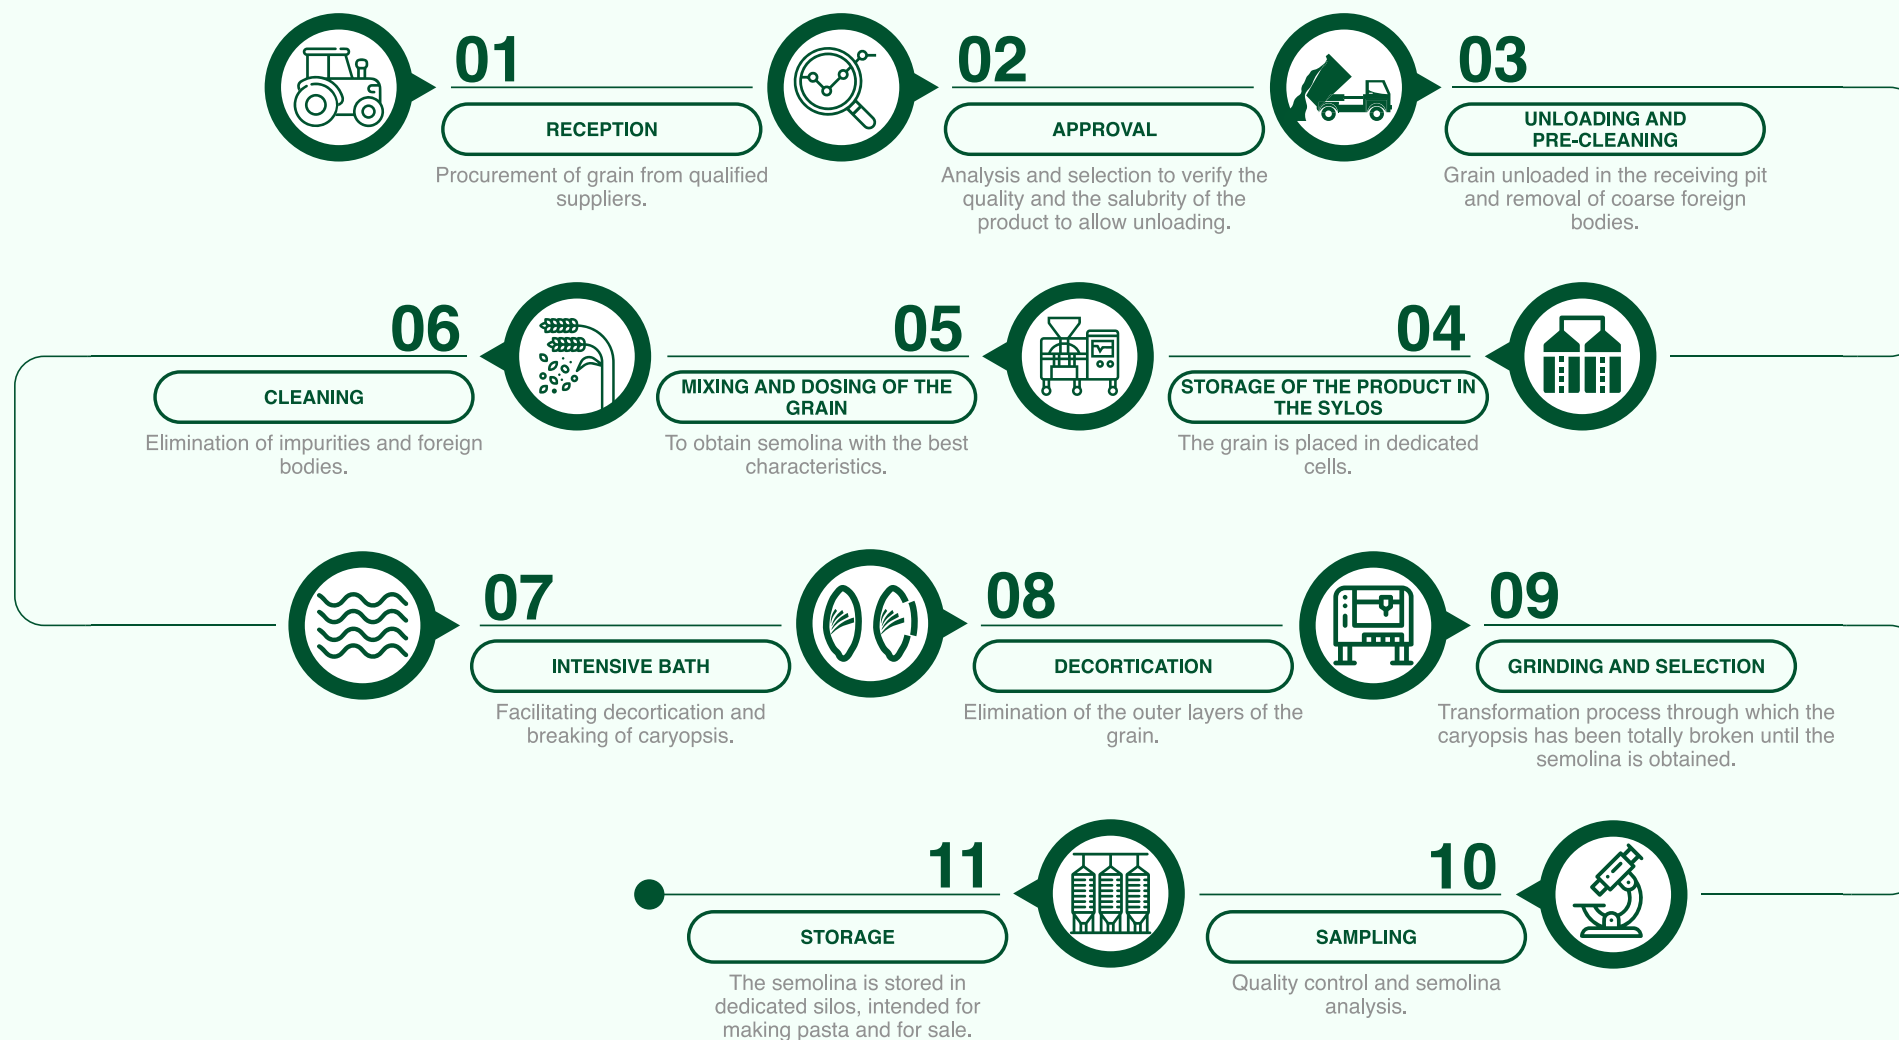 01
RECEPTION
Procurement of grain from qualified
suppliers.
02
APPROVAL
Analysis and selection to verify the
quality and the salubrity of the
product to allow unloading.
03
UNLOADING AND
PRE-CLEANING
Grain unloaded in the receiving pit
and removal of coarse foreign
bodies.
04
STORAGE OF THE PRODUCT IN
THE SYLOS
The grain is placed in dedicated
cells.
05
MIXING AND DOSING OF THE
GRAIN
To obtain semolina with the best
characteristics.
06
CLEANING
Elimination of impurities and foreign
bodies.
07
INTENSIVE BATH
Facilitating decortication and
breaking of caryopsis.
08
DECORTICATION
Elimination of the outer layers of the
grain.
09
GRINDING AND SELECTION
Transformation process through which the
caryopsis has been totally broken until the
semolina is obtained.
10
SAMPLING
Quality control and semolina
analysis.
11
STORAGE
The semolina is stored in
dedicated silos, intended for
making pasta and for sale.